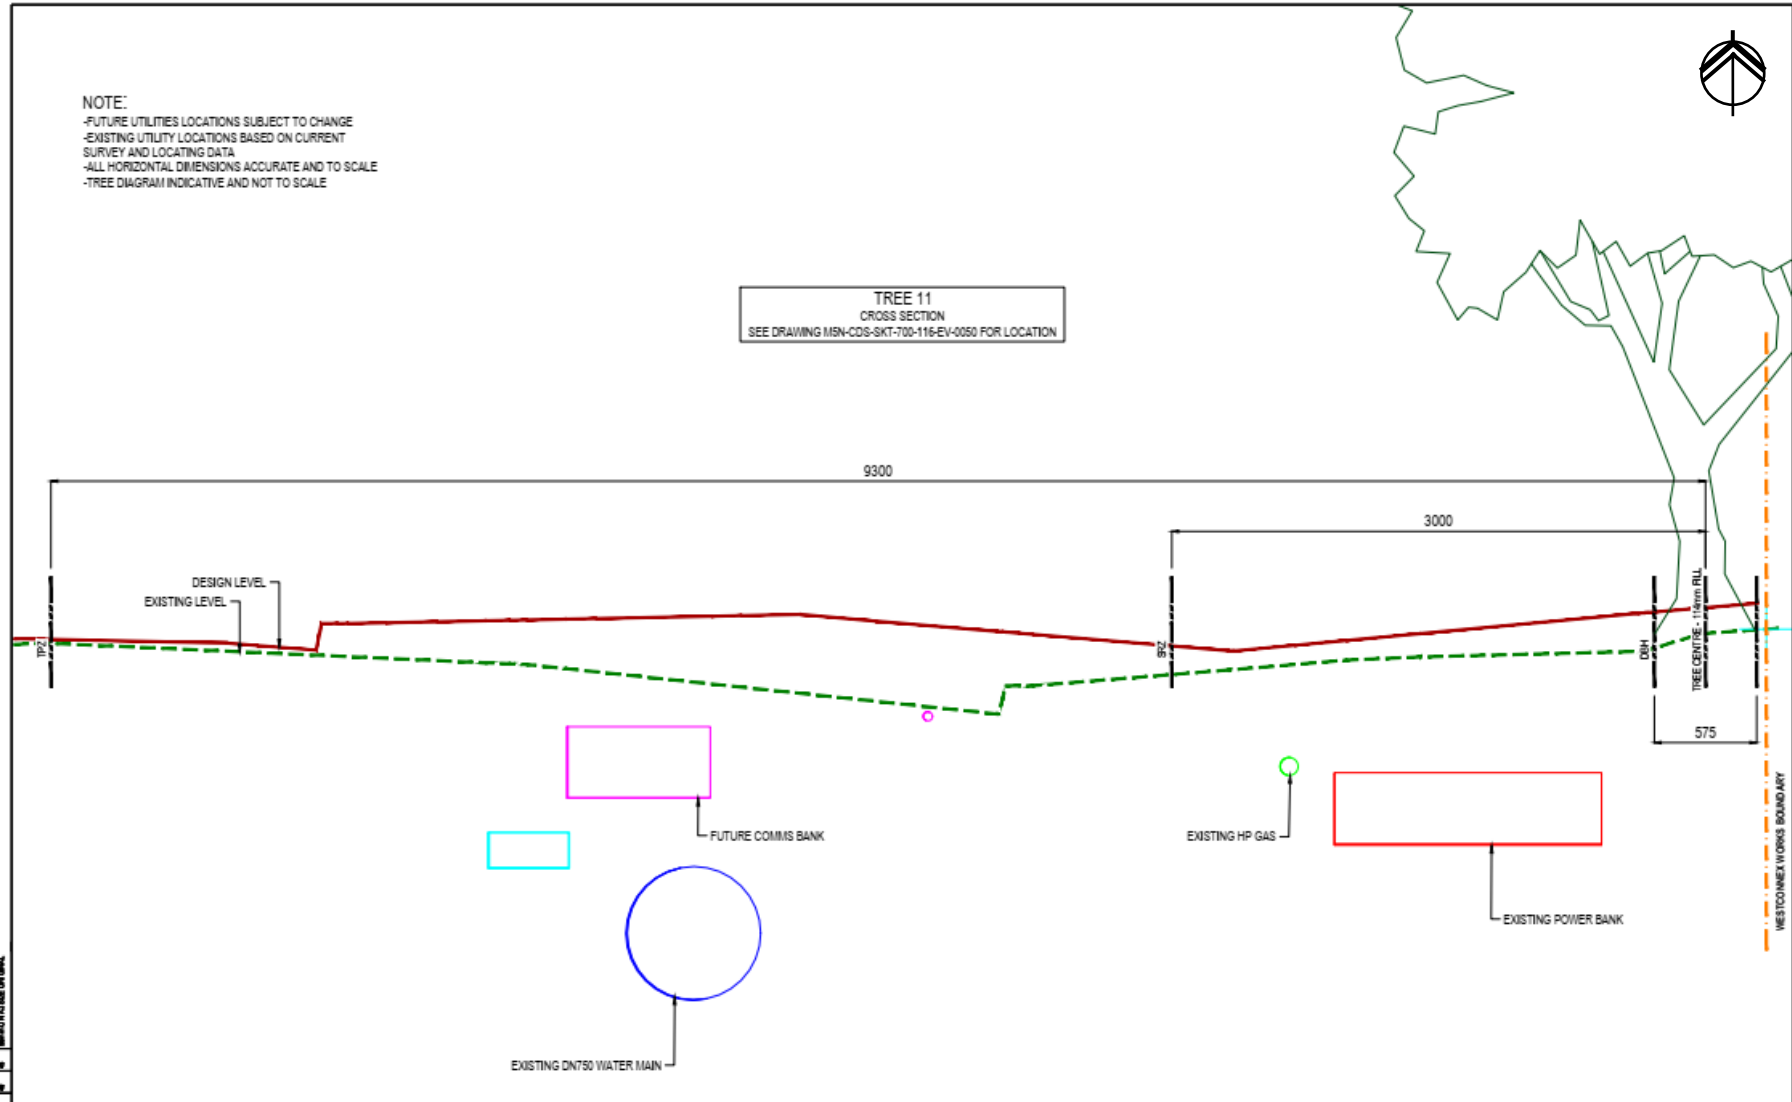 NOTE:
-FUTURE UTILITIES LOCATIONS SUBJECT TO CHANGE
-EXISTING UTILITY LOCATIONS BASED ON CURRENT
SURVEY AND LOCATING DATA
-ALL HORIZONTAL DIMENSIONS ACCURATE AND TO SCALE
-TREE DIAGRAM INDICATIVE AND NOT TO SCALE
TREE 11
CROSS SECTION
SEE DRAWING M5N-CDS-SKT-700-116-EV-0050 FOR LOCATION
9300
3000
DESIGN LEVEL
EXISTING LEVEL
TPZ
SRZ
DBH
TREE CENTRE - 114mm FILL
575
WESTCONNEX WORKS BOUNDARY
FUTURE COMMS BANK
EXISTING HP GAS
EXISTING POWER BANK
EXISTING DN750 WATER MAIN